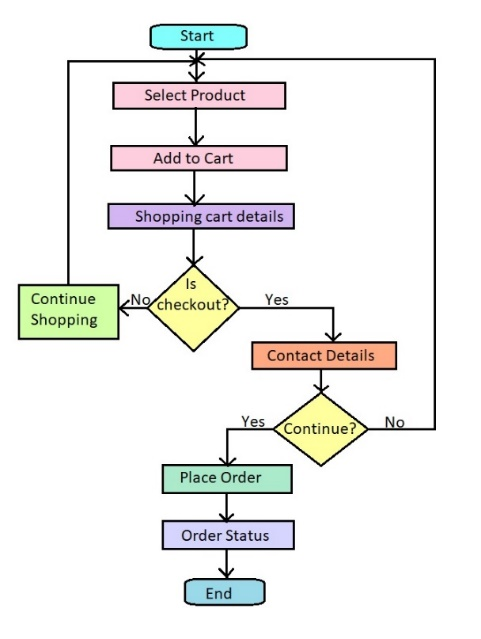 Start
Select Product
Add to Cart
Shopping cart details
Is
checkout?
No
Yes
Continue
Shopping
Contact Details
Continue?
Yes
No
Place Order
Order Status
End